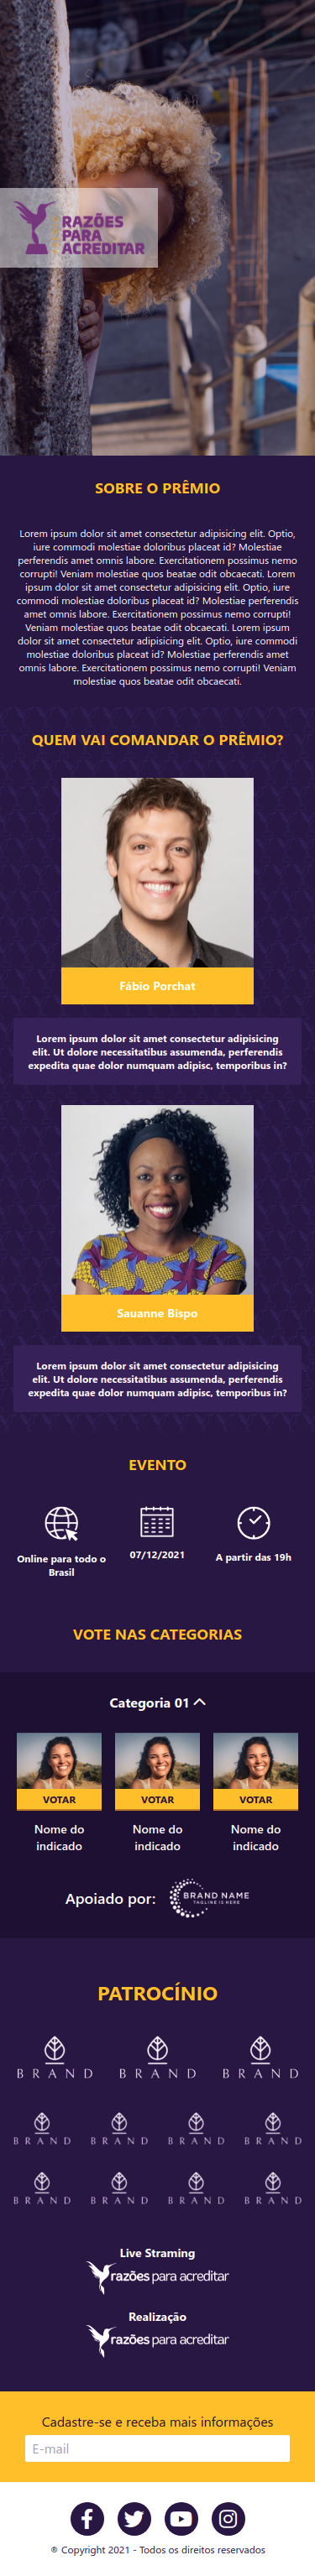 RAZÕES
PARA
ACREDITAR
SOBRE O PRÊMIO
Lorem ipsum dolor sit amet consectetur adipisicing elit. Optio,
iure commodi molestiae doloribus placeat id? Molestiae
perferendis amet omnis labore. Exercitationem possimus nemo
corrupti! Veniam molestiae quos beatae odit obcaecati. Lorem
ipsum dolor sit amet consectetur adipisicing elit. Optio, iure
commodi molestiae doloribus placeat id? Molestiae perferendis
amet omnis labore. Exercitationem possimus nemo corrupti!
Veniam molestiae quos beatae odit obcaecati. Lorem ipsum
dolor sit amet consectetur adipisicing elit. Optio, iure commodi
molestiae doloribus placeat id? Molestiae perferendis amet
omnis labore. Exercitationem possimus nemo corrupti! Veniam
molestiae quos beatae odit obcaecati.
QUEM VAI COMANDAR O PRÊMIO?
Fábio Porchat
Lorem ipsum dolor sit amet consectetur adipisicing
elit. Ut dolore necessitatibus assumenda, perferendis
expedita quae dolor numquam adipisc, temporibus in?
Sauanne Bispo
Lorem ipsum dolor sit amet consectetur adipisicing
elit. Ut dolore necessitatibus assumenda, perferendis
expedita quae dolor numquam adipisc, temporibus in?
EVENTO
Online para todo o
Brasil
07/12/2021
A partir das 19h
VOTE NAS CATEGORIAS
Categoria 01
VOTAR
Nome do
indicado
VOTAR
Nome do
indicado
VOTAR
Nome do
indicado
Apoiado por:
BRAND NAME
TAGLINE IS HERE
PATROCÍNIO
BRAND
BRAND
BRAND
BRAND
BRAND
BRAND
BRAND
BRAND
BRAND
BRAND
BRAND
Live Straming
razões para acreditar
Realização
razões para acreditar
Cadastre-se e receba mais informações
E-mail
® Copyright 2021 - Todos os direitos reservados